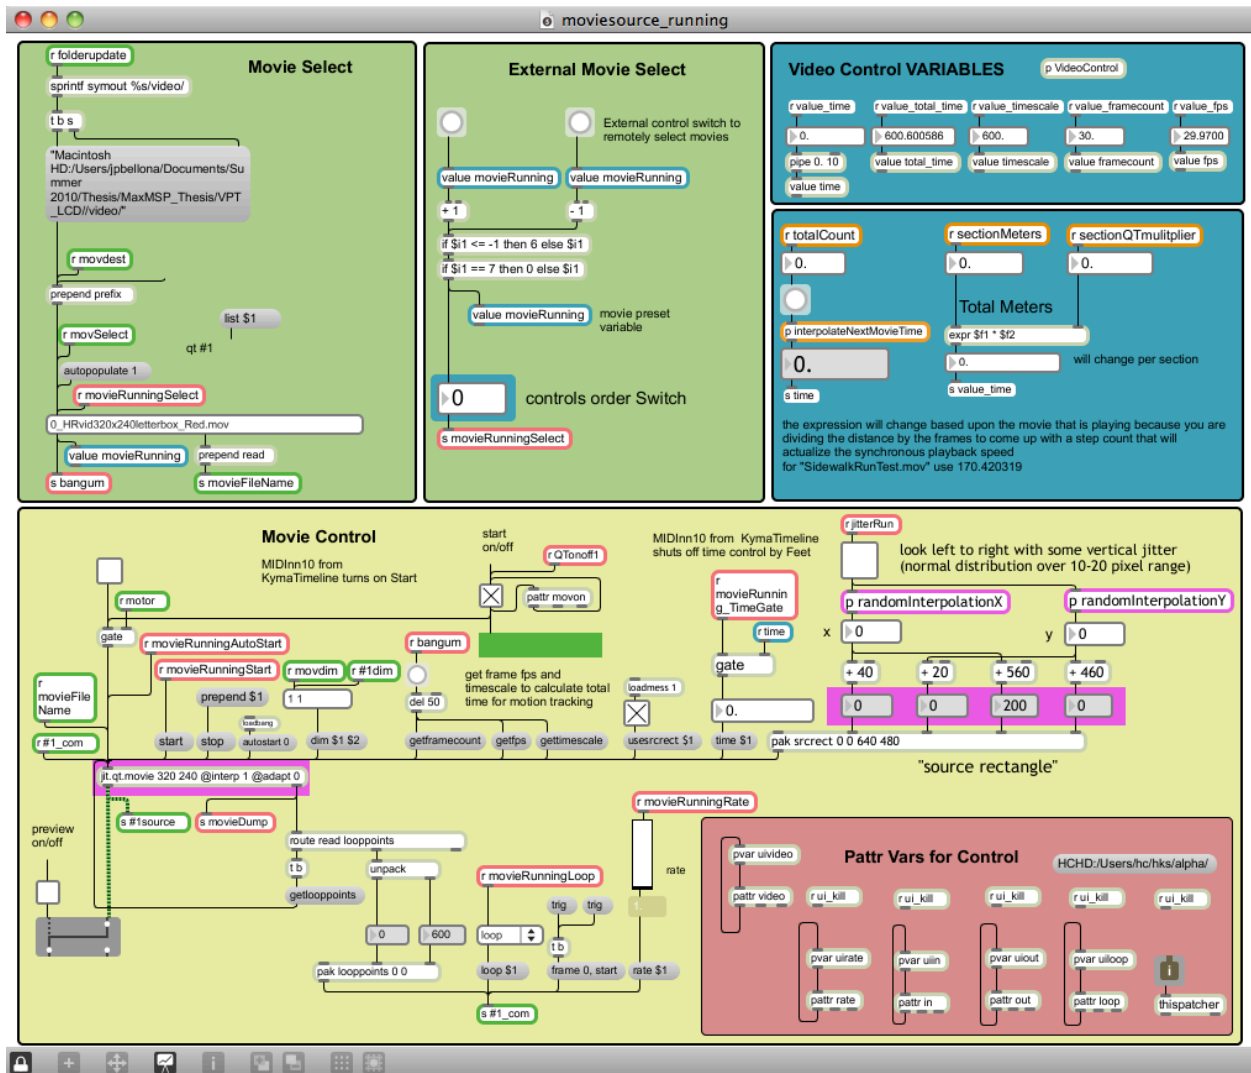 moviesource_running
r folderupdate
Movie Select
sprintf symout %s/video/
t b s
"Macintosh
HD:/Users/jpbellona/Documents/Su
mmer
2010/Thesis/MaxMSP_Thesis/VPT
_LCD//video/"
r movdest
prepend prefix
list $1
r movSelect
qt #1
autopopulate 1
r movieRunningSelect
0_HRvid320x240letterbox_Red.mov
value movieRunning
prepend read
s bangum
s movieFileName
External Movie Select
External control switch to
remotely select movies
value movieRunning
value movieRunning
+ 1
- 1
if $i1 <= -1 then 6 else $i1
if $i1 == 7 then 0 else $i1
value movieRunning
movie preset
variable
0
controls order Switch
s movieRunningSelect
Video Control VARIABLES
p VideoControl
r value_time
r value_total_time
r value_timescale
r value_framecount
r value_fps
0.
600.600586
600.
30.
29.9700
pipe 0. 10
value total_time
value timescale
value framecount
value fps
value time
r totalCount
r sectionMeters
r sectionQTmulitplier
0.
0.
0.
Total Meters
p interpolateNextMovieTime
expr $f1 * $f2
0.
0.
will change per section
s time
s value_time
the expression will change based upon the movie that is playing because you are
dividing the distance by the frames to come up with a step count that will
actualize the synchronous playback speed
for "SidewalkRunTest.mov" use 170.420319
Movie Control
MIDInn10 from
KymaTimeline turns on Start
start
on/off
r QTonoff1
pattr movon
MIDInn10 from  KymaTimeline
shuts off time control by Feet
r jitterRun
look left to right with some vertical jitter
(normal distribution over 10-20 pixel range)
r motor
gate
r movieRunningAutoStart
r movieRunningStart
r movdim
r #1dim
r bangum
get frame fps and
timescale to calculate total
time for motion tracking
r
movieRunnin
g_TimeGate
r time
p randomInterpolationX
p randomInterpolationY
x
0
y
0
r
movieFile
Name
prepend $1
1 1
del 50
loadmess 1
gate
+ 40
+ 20
+ 560
+ 460
loadbang
0.
0
0
200
0
r #1_com
start
stop
autostart 0
dim $1 $2
getframecount
getfps
gettimescale
usesrcrect $1
time $1
pak srcrect 0 0 640 480
"source rectangle"
jit.qt.movie 320 240 @interp 1 @adapt 0
s #1source
s movieDump
preview
on/off
route read looppoints
t b
unpack
getlooppoints
0
600
pak looppoints 0 0
r movieRunningLoop
loop
loop $1
trig
trig
t b
frame 0, start
r movieRunningRate
rate
1.
rate $1
s #1_com
pvar uivideo
Pattr Vars for Control
HCHD:/Users/hc/hks/alpha/
pattr video
r ui_kill
r ui_kill
r ui_kill
r ui_kill
r ui_kill
pvar uirate
pvar uiin
pvar uiout
pvar uiloop
i
pattr rate
pattr in
pattr out
pattr loop
thispatcher